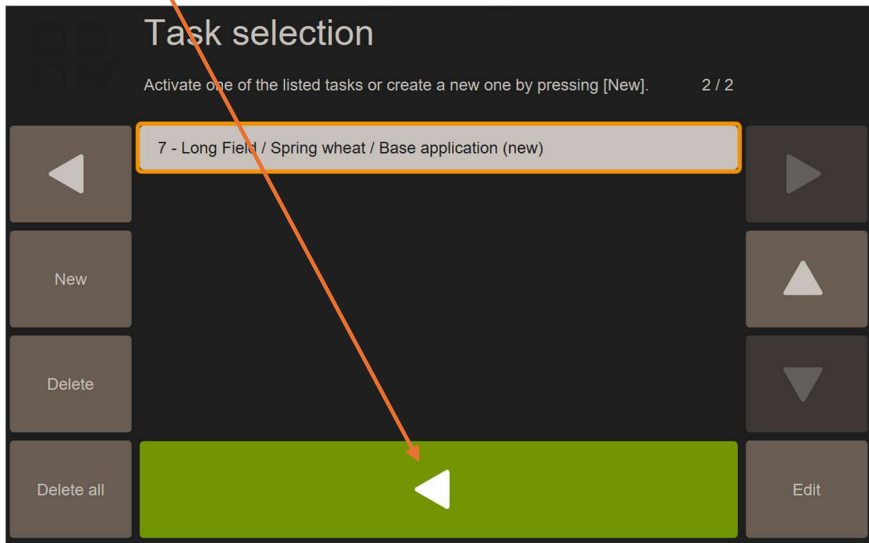 Task selection
Activate one of the listed tasks or create a new one by pressing [New]. 2 / 2
7 - Long Field / Spring wheat / Base application (new)
New
Delete
Delete all
Edit